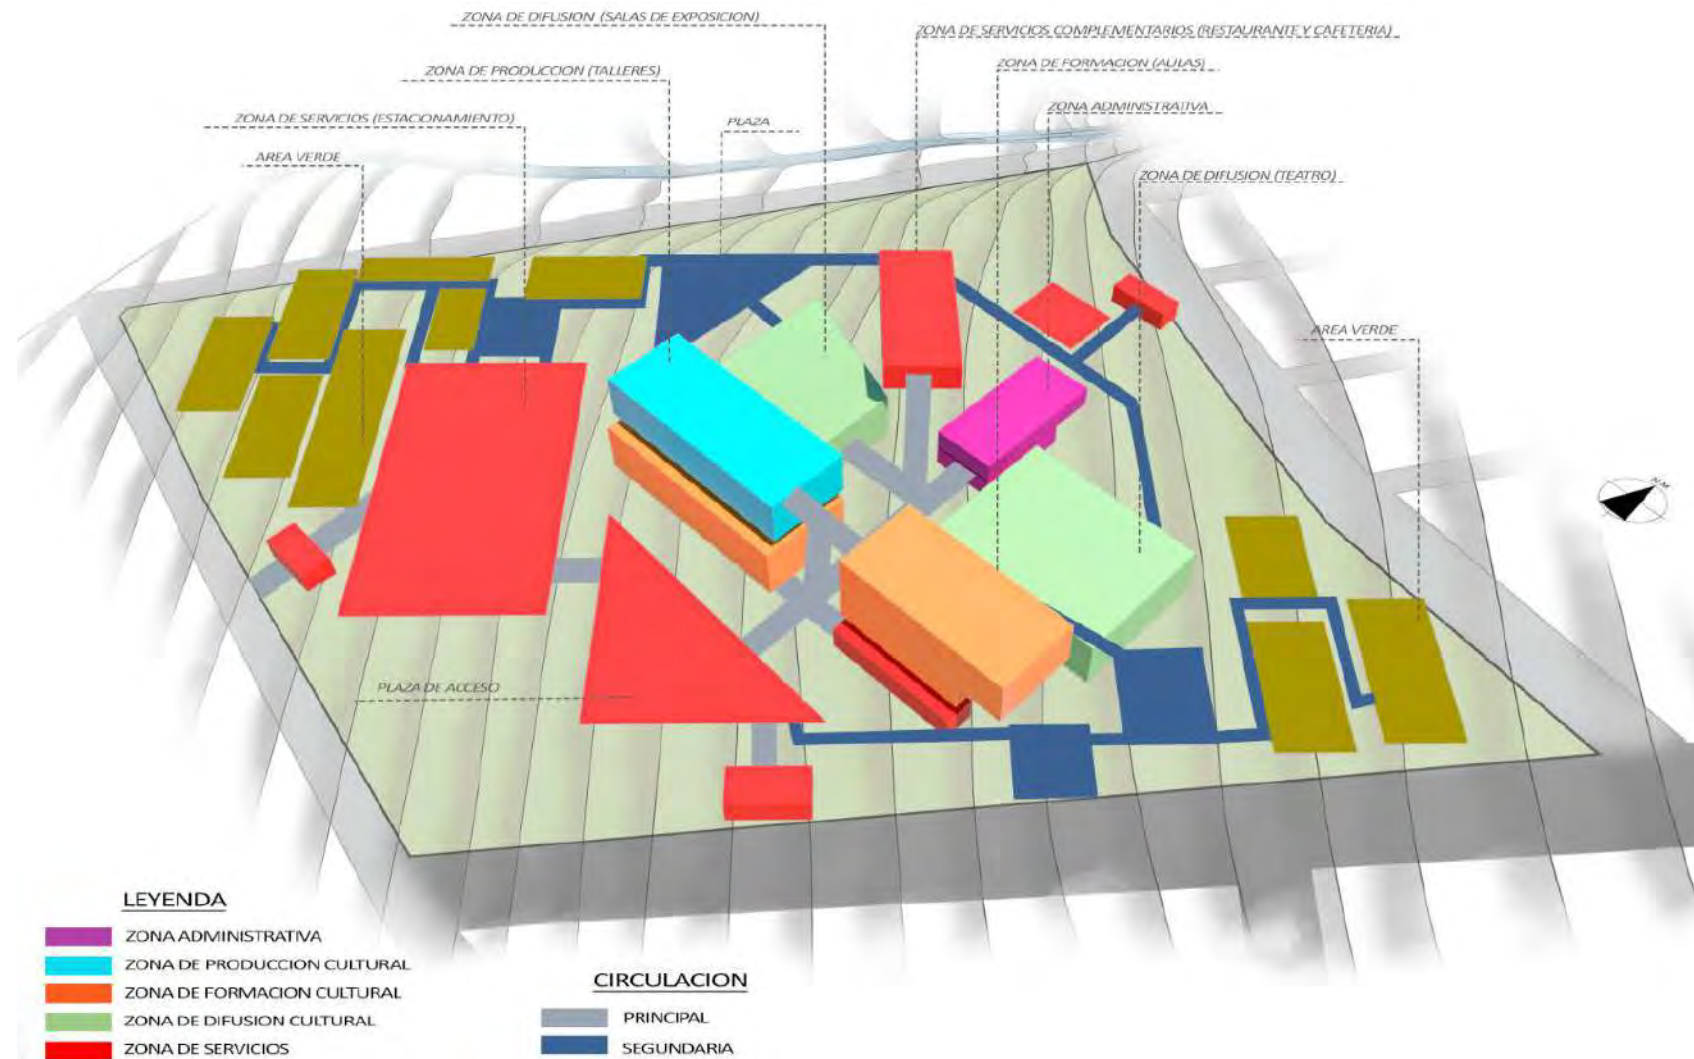 ZONA DE DIFUSION (SALAS DE EXPOSICION)
ZONA DE SERVICIOS COMPLEMENTARIOS (RESTAURANTE Y CAFETERIA)
ZONA DE PRODUCCION (TALLERES)
ZONA DE FORMACION (AULAS)
ZONA ADMINISTRATIVA
ZONA DE SERVICIOS (ESTACIONAMIENTO)
PLAZA
AREA VERDE
ZONA DE DIFUSION (TEATRO)
AREA VERDE
N.M.
PLAZA DE ACCESO
LEYENDA
ZONA ADMINISTRATIVA
ZONA DE PRODUCCION CULTURAL
ZONA DE FORMACION CULTURAL
ZONA DE DIFUSION CULTURAL
ZONA DE SERVICIOS
CIRCULACION
PRINCIPAL
SEGUNDARIA